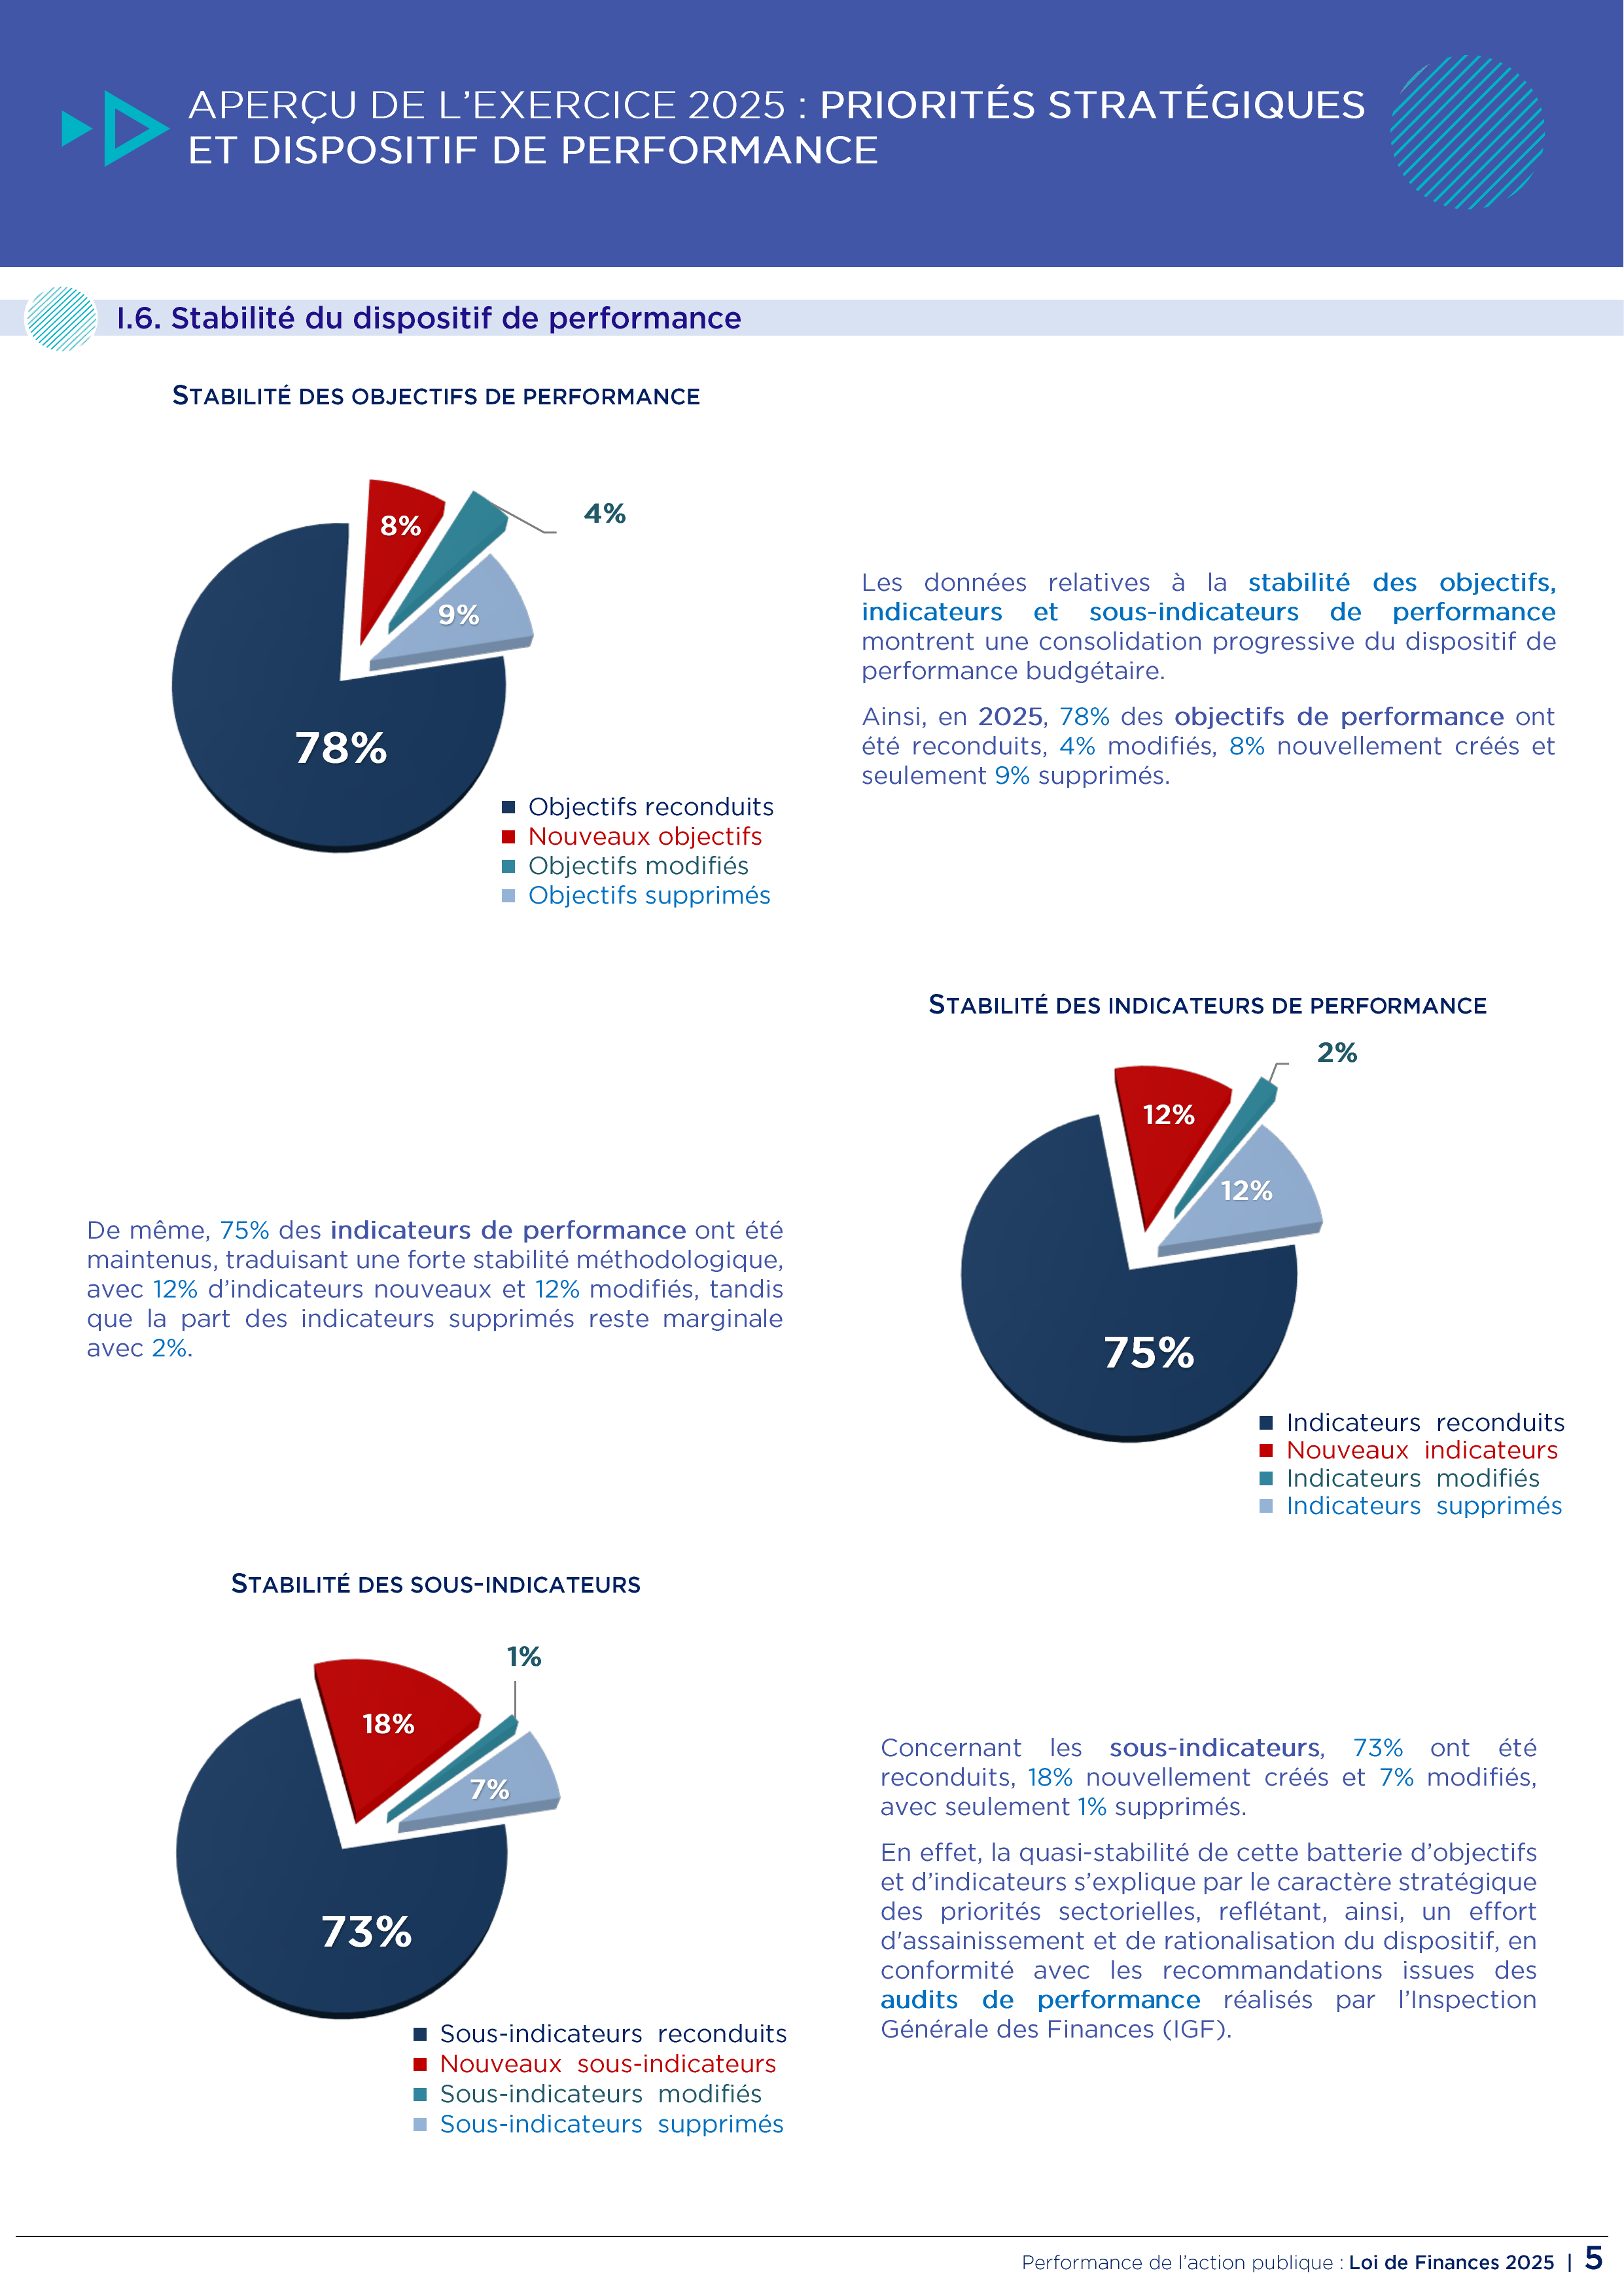 APERÇU DE L'EXERCICE 2025 : PRIORITÉS STRATÉGIQUES
ET DISPOSITIF DE PERFORMANCE
I.6. Stabilité du dispositif de performance
STABILITÉ DES OBJECTIFS DE PERFORMANCE
8%
4%
9%
78%
Objectifs reconduits
Nouveaux objectifs
Objectifs modifiés
Objectifs supprimés
Les données relatives à la stabilité des objectifs,
indicateurs et sous-indicateurs de performance
montrent une consolidation progressive du dispositif de
performance budgétaire.
Ainsi, en 2025, 78% des objectifs de performance ont
été reconduits, 4% modifiés, 8% nouvellement créés et
seulement 9% supprimés.
STABILITÉ DES INDICATEURS DE PERFORMANCE
2%
12%
12%
75%
Indicateurs reconduits
Nouveaux indicateurs
Indicateurs modifiés
Indicateurs supprimés
De même, 75% des indicateurs de performance ont été
maintenus, traduisant une forte stabilité méthodologique,
avec 12% d'indicateurs nouveaux et 12% modifiés, tandis
que la part des indicateurs supprimés reste marginale
avec 2%.
STABILITÉ DES SOUS-INDICATEURS
1%
18%
7%
73%
Sous-indicateurs reconduits
Nouveaux sous-indicateurs
Sous-indicateurs modifiés
Sous-indicateurs supprimés
Concernant les sous-indicateurs, 73% ont été
reconduits, 18% nouvellement créés et 7% modifiés,
avec seulement 1% supprimés.
En effet, la quasi-stabilité de cette batterie d'objectifs
et d'indicateurs s'explique par le caractère stratégique
des priorités sectorielles, reflétant, ainsi, un effort
d'assainissement et de rationalisation du dispositif, en
conformité avec les recommandations issues des
audits de performance réalisés par l'Inspection
Générale des Finances (IGF).
Performance de l'action publique : Loi de Finances 2025 | 5